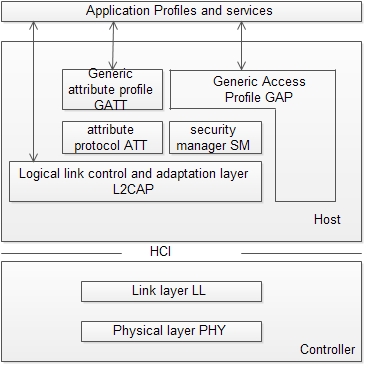 Application Profiles and services
Generic
attribute profile
GATT
Generic Access
Profile GAP
attribute
protocol ATT
security
manager SM
Logical link control and adaptation layer
L2CAP
Host
HCI
Link layer LL
Physical layer PHY
Controller